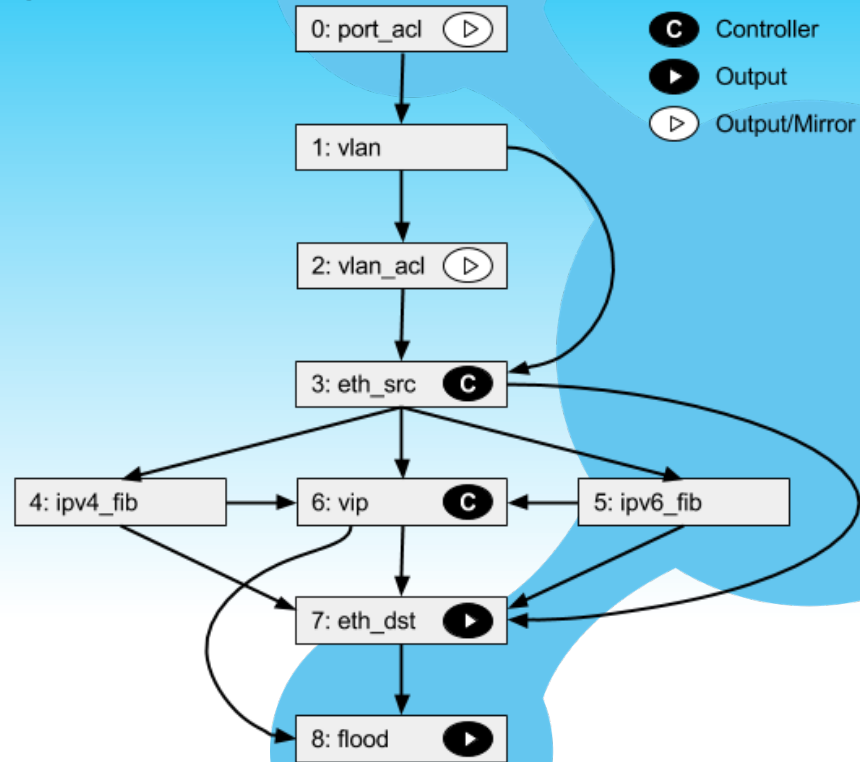 0: port_acl
C Controller
Output
Output/Mirror
1: vlan
2: vlan_acl
3: eth_src C
4: ipv4_fib
6: vip C
5: ipv6_fib
7: eth_dst
8: flood